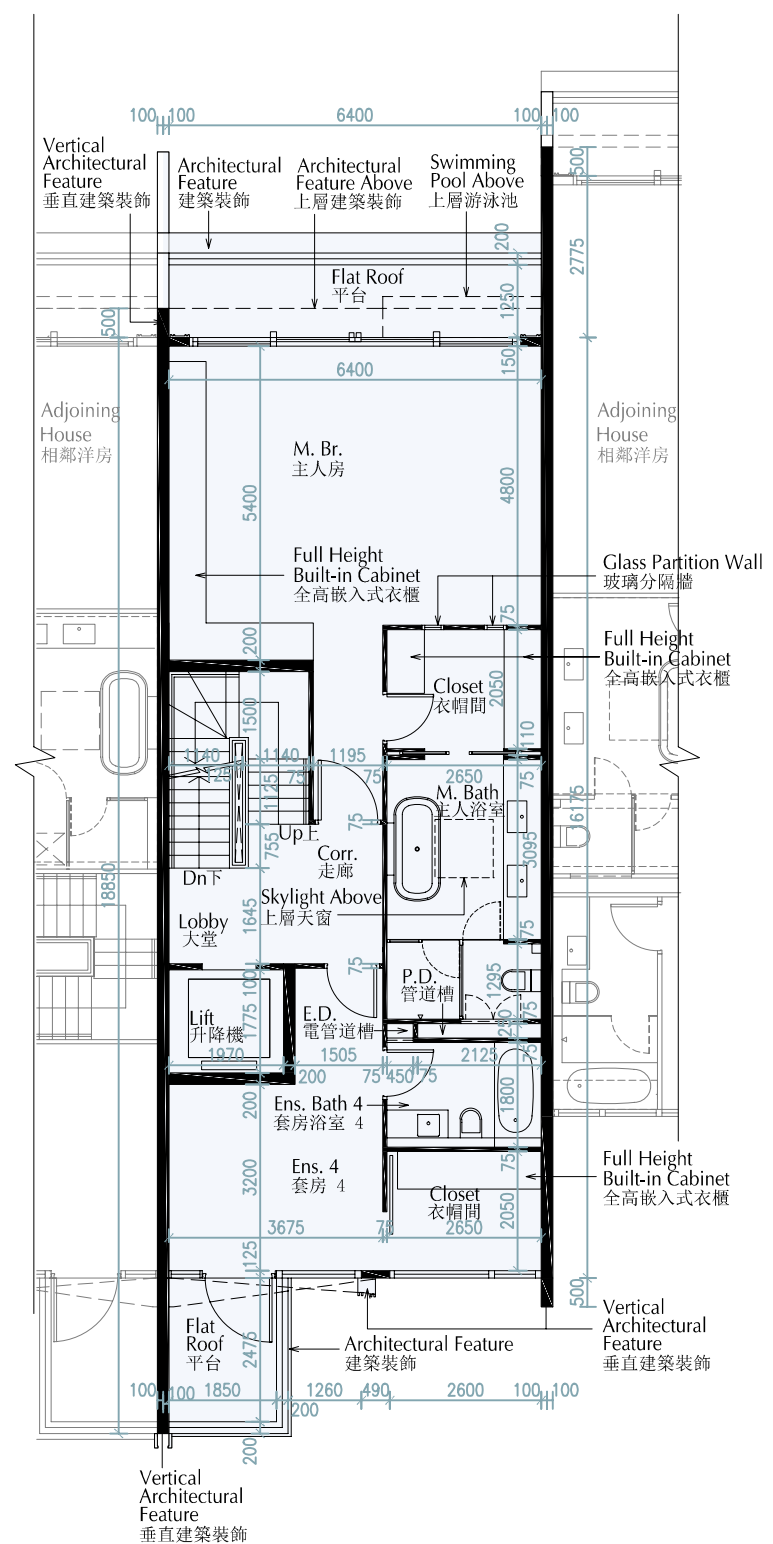 100 100 6400 100 100
Vertical
Architectural
Feature
垂直建築裝飾
Architectural
Feature
建築裝飾
Architectural
Feature Above
上層建築裝飾
Swimming
Pool Above
上層游泳池
500
2775
200
Flat Roof
平台
1250
500
150
6400
Adjoining
House
相鄰洋房
Adjoining
House
相鄰洋房
M. Br.
主人房
5400
4800
Full Height
Built-in Cabinet
全高嵌入式衣櫃
Glass Partition Wall
玻璃分隔牆
75
200
Full Height
Built-in Cabinet
全高嵌入式衣櫃
Closet
衣帽間
2050
1500
110
1140 1140 1195 2650
125 75 75
1125
75
M. Bath
主人浴室
6175
Up上
75
755
Corr.
走廊
3095
Dn下
18850
Skylight Above
上層天窗
Lobby
大堂
1645
75
75
100
P.D.
管道槽
1295
Lift
升降機
1775
E.D.
電管道槽
75
250
1970 1505 2125
200 75 450 75
75
200
Ens. Bath 4
套房浴室 4
1800
3200
Ens. 4
套房 4
75
Full Height
Built-in Cabinet
全高嵌入式衣櫃
Closet
衣帽間
2050
3675 75 2650
125
500
Flat
Roof
平台
2475
Architectural Feature
建築裝飾
Vertical
Architectural
Feature
垂直建築裝飾
100 100 1850 1260 490 2600 100 100
200
200
Vertical
Architectural
Feature
垂直建築裝飾